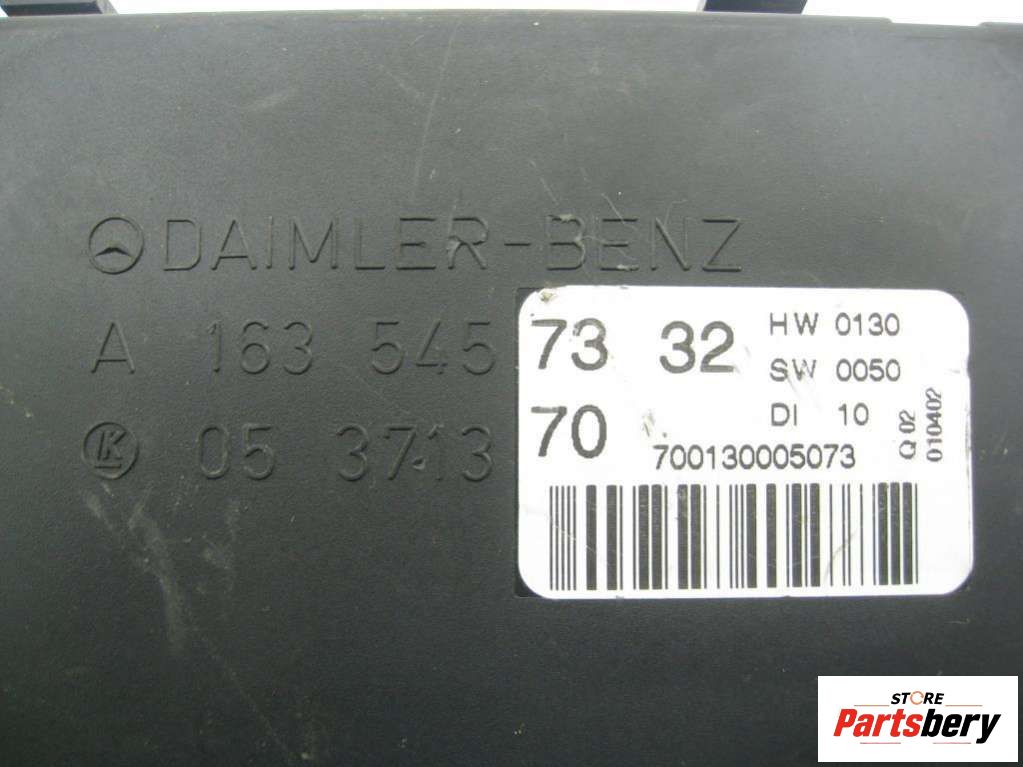 DAIMLER-BENZ
A 163 545 73 32
LK 05 3713 70
HW 0130
SW 0050
DI 10
700130005073
Q 02
010402
STORE
Partsbery